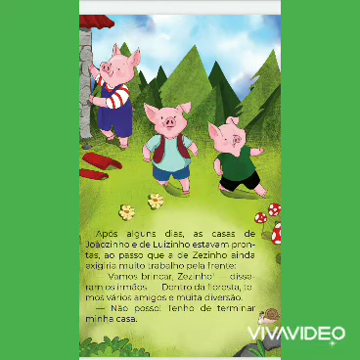 Após alguns dias, as casas de
Joãozinho e de Luizinho estavam pron-
tas, ao passo que a de Zezinho ainda
exigiria muito trabalho pela frente:
— Vamos brincar, Zezinho! — disse-
ram os irmãos. — Dentro da floresta, te-
mos vários amigos e muita diversão.
— Não posso! Tenho de terminar
minha casa.
VIVAVIDEO